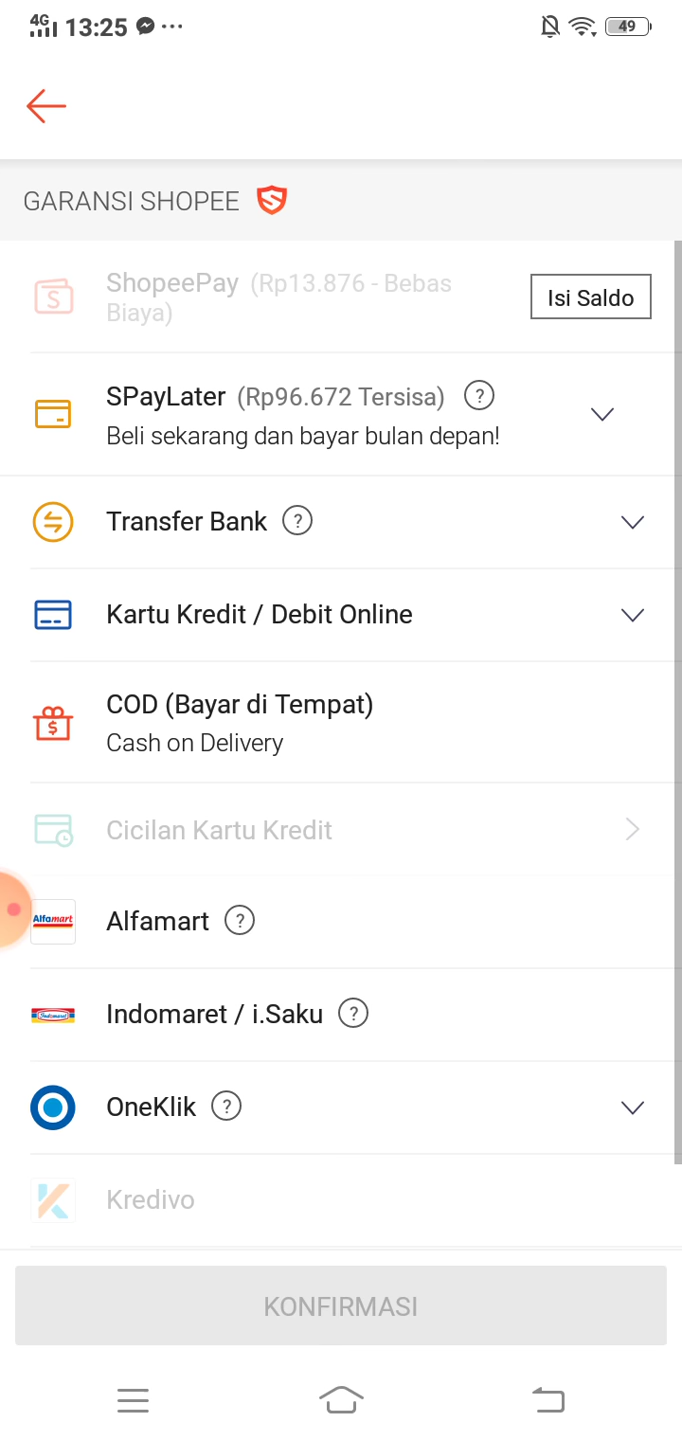 4G 13:25 49
GARANSI SHOPEE
ShopeePay (Rp13.876 - Bebas
Biaya)
Isi Saldo
SPayLater (Rp96.672 Tersisa) ?
Beli sekarang dan bayar bulan depan!
Transfer Bank ?
Kartu Kredit / Debit Online
COD (Bayar di Tempat)
Cash on Delivery
Cicilan Kartu Kredit
Alfamart Alfamart ?
Indomaret Indomaret / i.Saku ?
OneKlik ?
Kredivo
KONFIRMASI